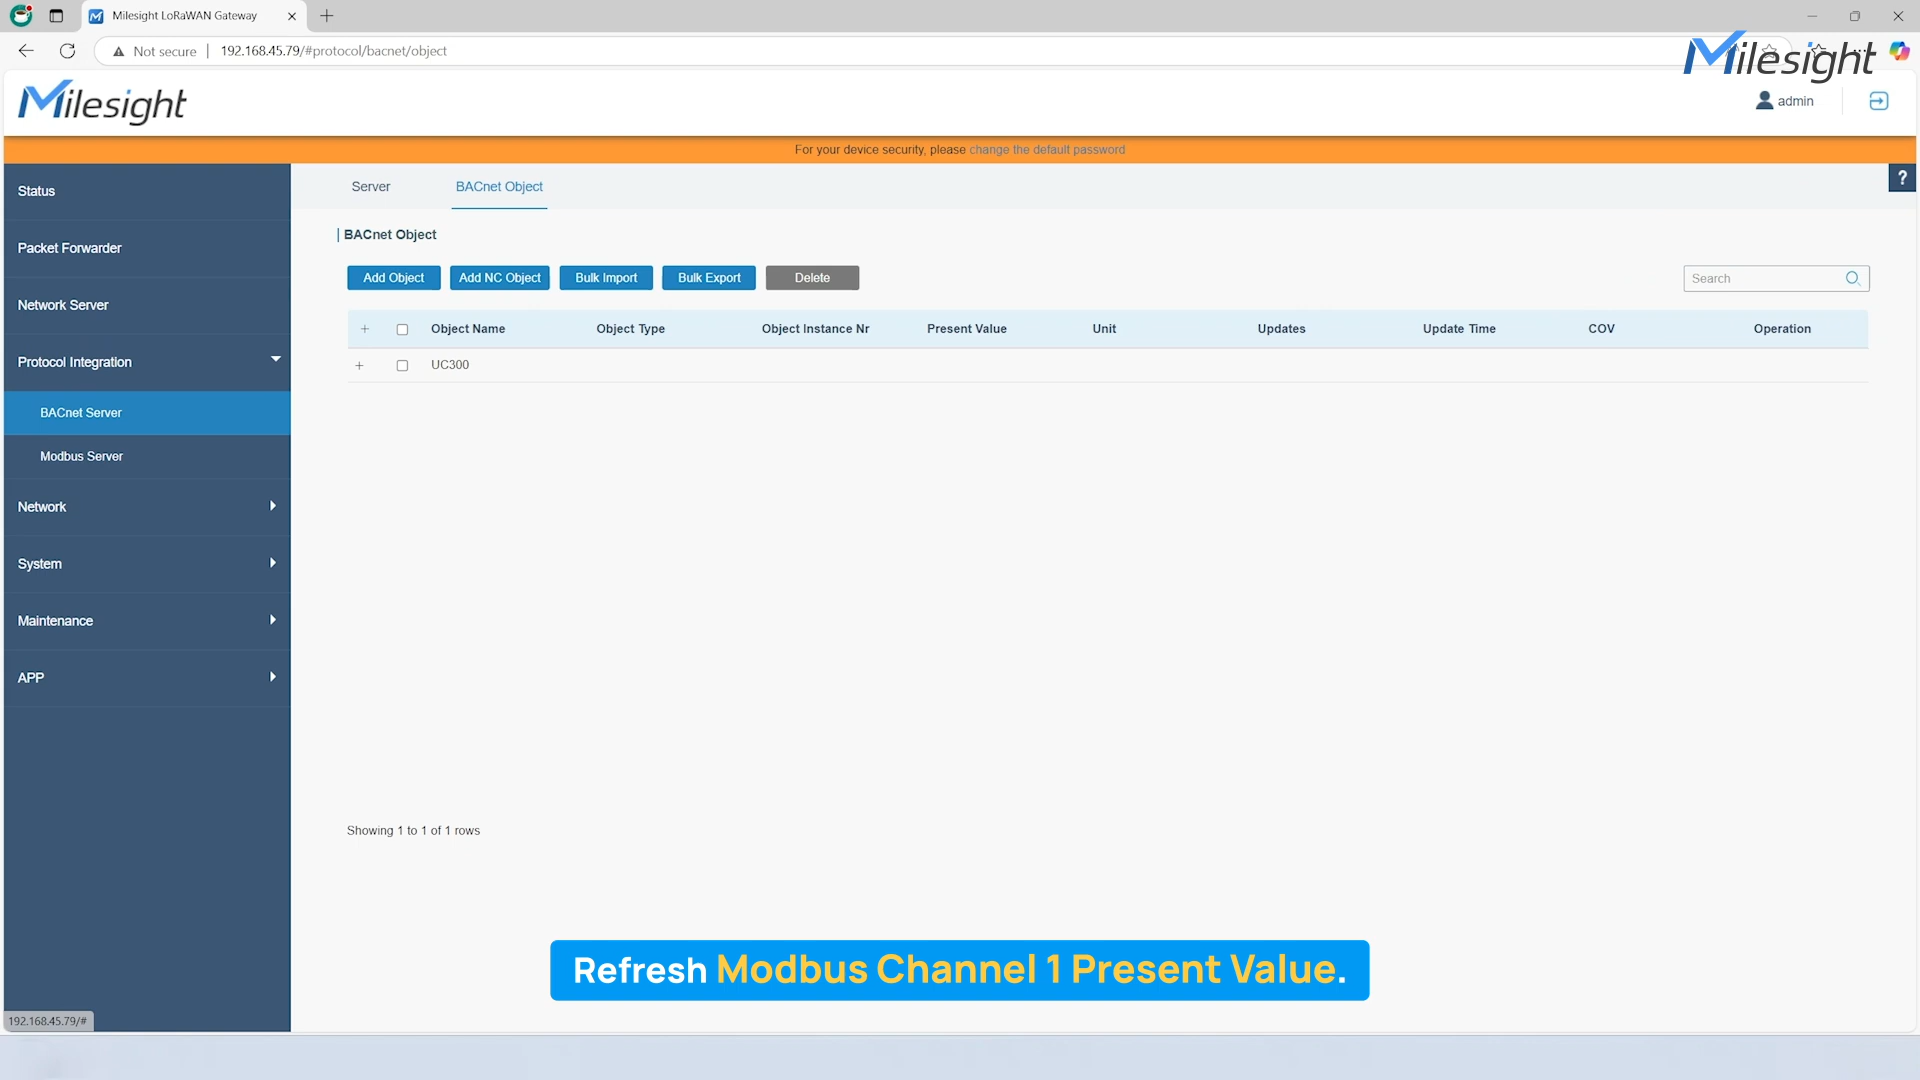 Milesight LoRaWAN Gateway
Not secure
192.168.45.79/#protocol/bacnet/object
Milesight
Milesight
admin
For your device security, please change the default password
Status
Packet Forwarder
Network Server
Protocol Integration
BACnet Server
Modbus Server
Network
System
Maintenance
APP
Server
BACnet Object
?
BACnet Object
Add Object
Add NC Object
Bulk Import
Bulk Export
Delete
Search
Object Name
Object Type
Object Instance Nr
Present Value
Unit
Updates
Update Time
COV
Operation
UC300
Showing 1 to 1 of 1 rows
Refresh Modbus Channel 1 Present Value.
192.168.45.79/#